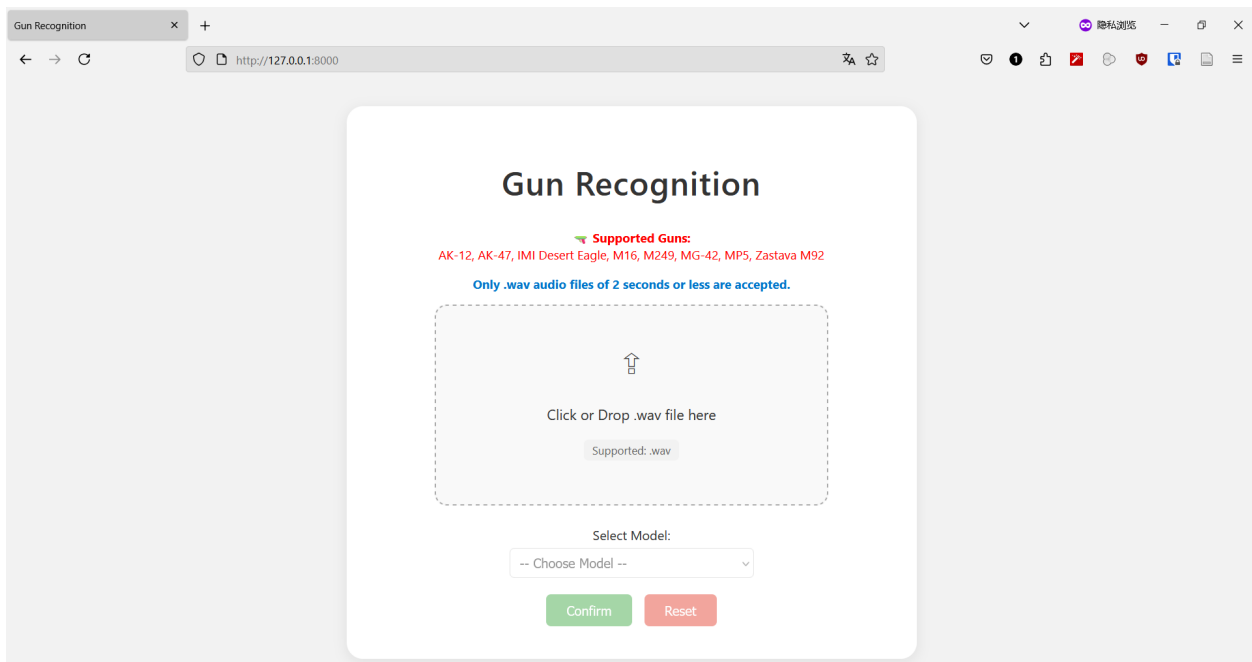 Gun Recognition
隐私浏览
http://127.0.0.1:8000
1
Gun Recognition
Supported Guns:
AK-12, AK-47, IMI Desert Eagle, M16, M249, MG-42, MP5, Zastava M92
Only .wav audio files of 2 seconds or less are accepted.
Click or Drop .wav file here
Supported: .wav
Select Model:
-- Choose Model --
Confirm Reset